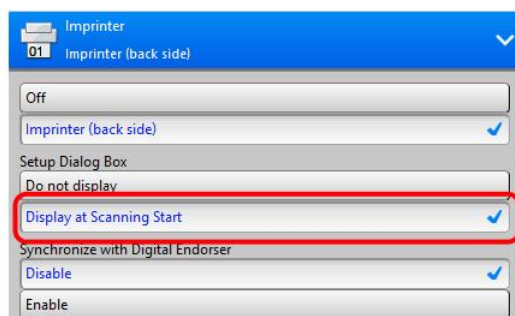 Imprinter
01 Imprinter (back side)
Off
Imprinter (back side)
Setup Dialog Box
Do not display
Display at Scanning Start
Synchronize with Digital Endorser
Disable
Enable